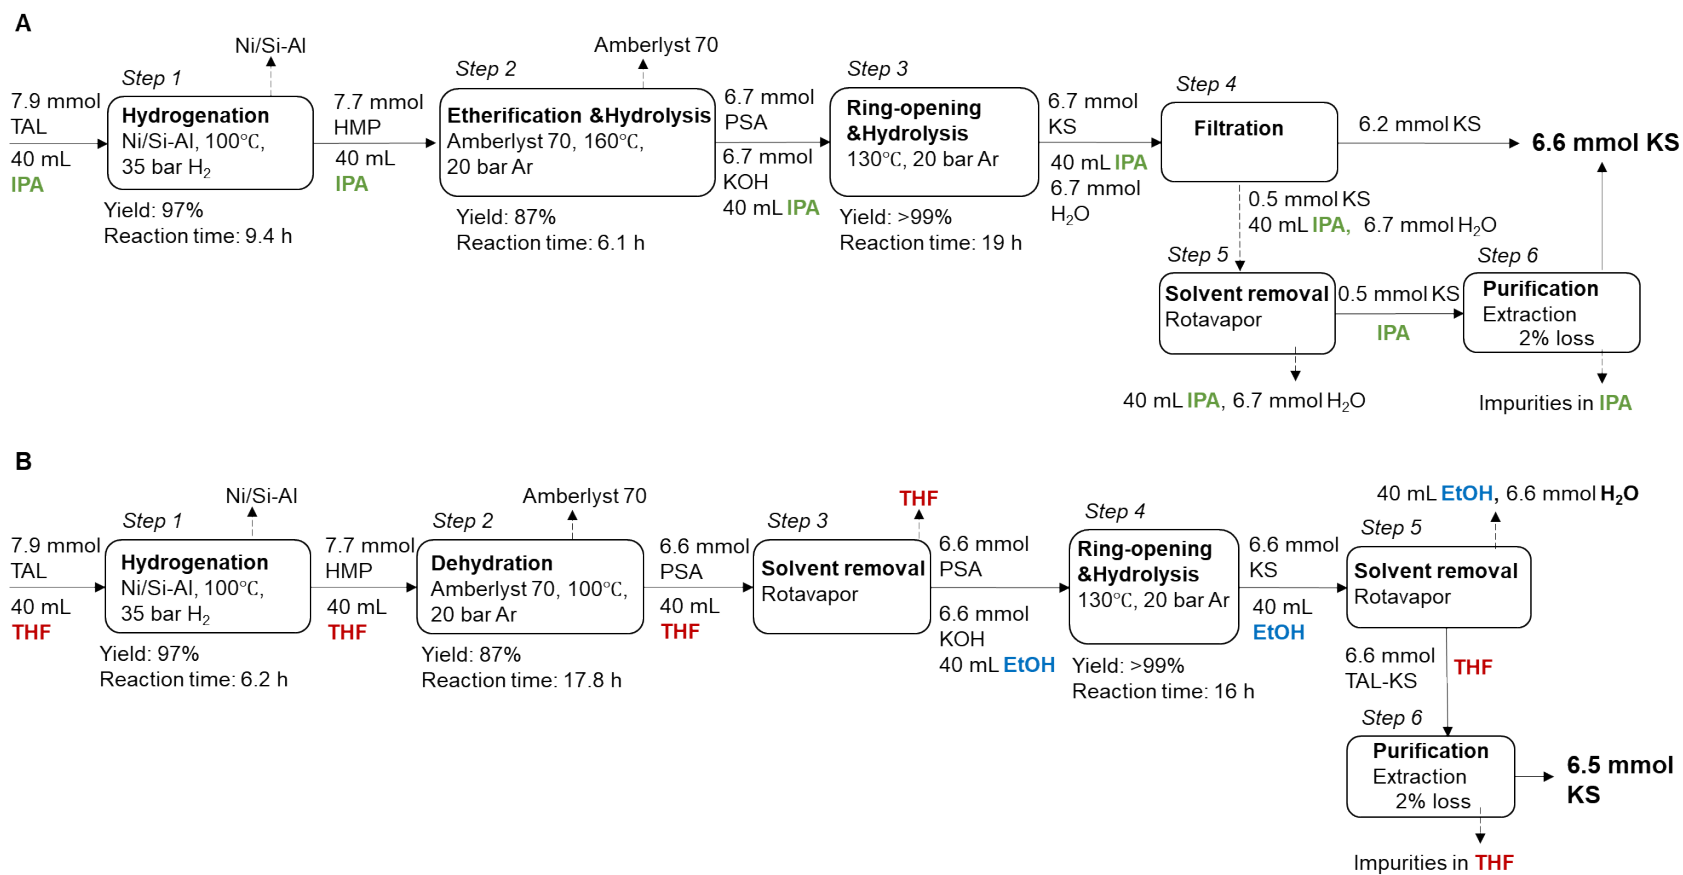 A
Ni/Si-Al
Amberlyst 70
Step 1
Step 2
Step 3
Step 4
7.9 mmol
TAL
40 mL
IPA
Hydrogenation
Ni/Si-Al, 100℃,
35 bar H₂
Yield: 97%
Reaction time: 9.4 h
7.7 mmol
HMP
40 mL
IPA
Etherification &Hydrolysis
Amberlyst 70, 160℃,
20 bar Ar
Yield: 87%
Reaction time: 6.1 h
6.7 mmol
PSA
6.7 mmol
KOH
40 mL IPA
Ring-opening
&Hydrolysis
130℃, 20 bar Ar
Yield: >99%
Reaction time: 19 h
6.7 mmol
KS
40 mL IPA
6.7 mmol
H₂O
Filtration
6.2 mmol KS
6.6 mmol KS
0.5 mmol KS
40 mL IPA, 6.7 mmol H₂O
Step 5
Solvent removal
Rotavapor
0.5 mmol KS
IPA
Step 6
Purification
Extraction
2% loss
40 mL IPA, 6.7 mmol H₂O
Impurities in IPA
B
Ni/Si-Al
Amberlyst 70
THF
40 mL EtOH, 6.6 mmol H₂O
Step 1
Step 2
Step 3
Step 4
Step 5
7.9 mmol
TAL
40 mL
THF
Hydrogenation
Ni/Si-Al, 100℃,
35 bar H₂
Yield: 97%
Reaction time: 6.2 h
7.7 mmol
HMP
40 mL
THF
Dehydration
Amberlyst 70, 100℃,
20 bar Ar
Yield: 87%
Reaction time: 17.8 h
6.6 mmol
PSA
40 mL
THF
Solvent removal
Rotavapor
6.6 mmol
PSA
6.6 mmol
KOH
40 mL EtOH
Ring-opening
&Hydrolysis
130℃, 20 bar Ar
Yield: >99%
Reaction time: 16 h
6.6 mmol
KS
40 mL
EtOH
Solvent removal
Rotavapor
6.6 mmol
TAL-KS
THF
Step 6
Purification
Extraction
2% loss
6.5 mmol
KS
Impurities in THF